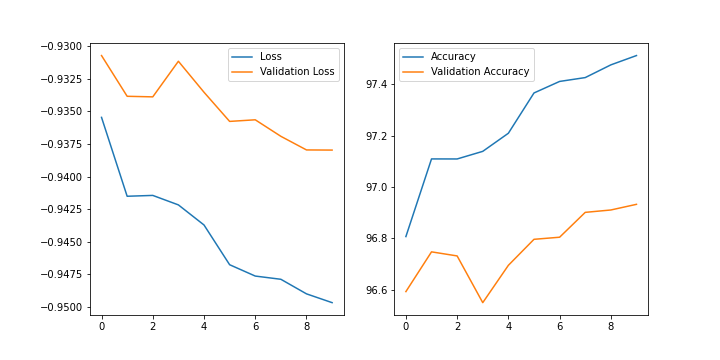 Loss
Validation Loss
−0.9300
−0.9325
−0.9350
−0.9375
−0.9400
−0.9425
−0.9450
−0.9475
−0.9500
0 2 4 6 8
Accuracy
Validation Accuracy
97.4
97.2
97.0
96.8
96.6
0 2 4 6 8